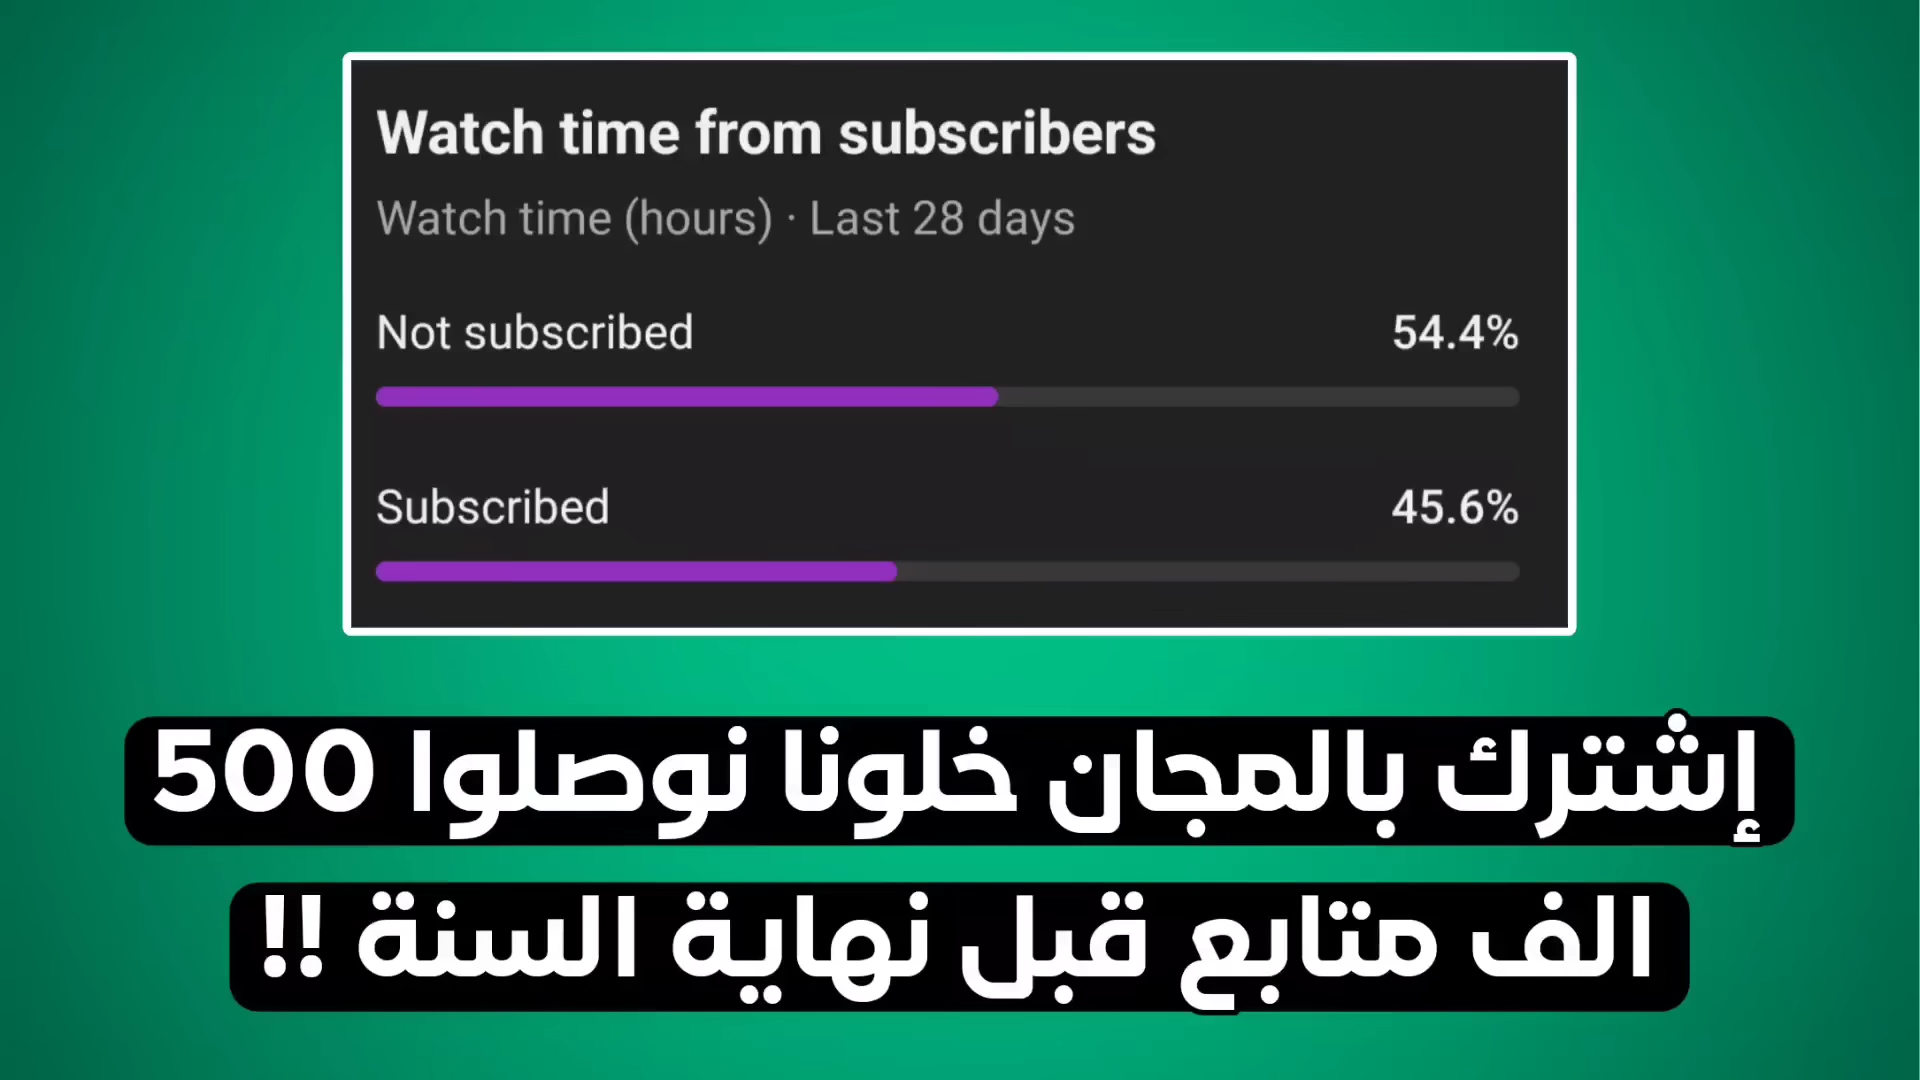 Watch time from subscribers
Watch time (hours) · Last 28 days
Not subscribed 54.4%
Subscribed 45.6%
إشترك بالمجان خلونا نوصلوا 500
الف متابع قبل نهاية السنة !!